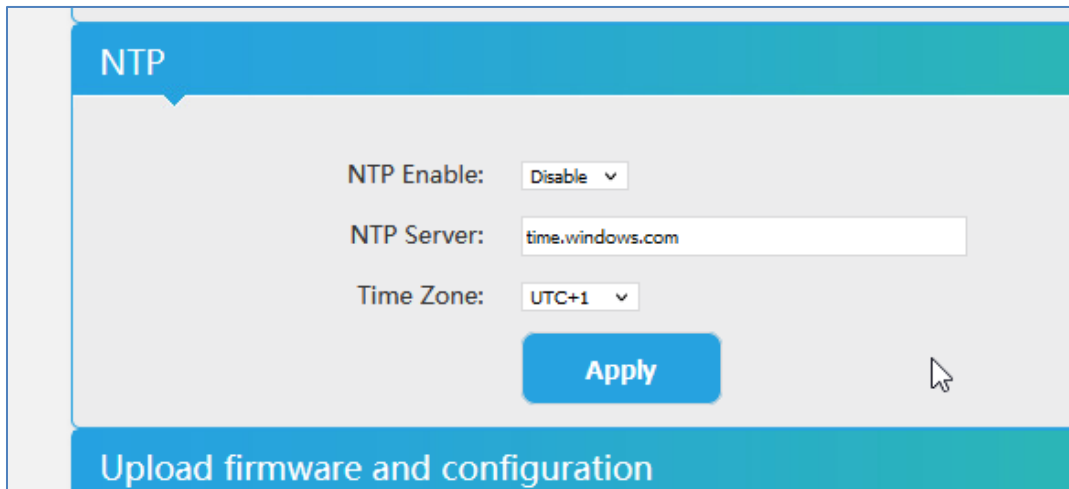 NTP
NTP Enable: Disable
NTP Server: time.windows.com
Time Zone: UTC+1
Apply
Upload firmware and configuration